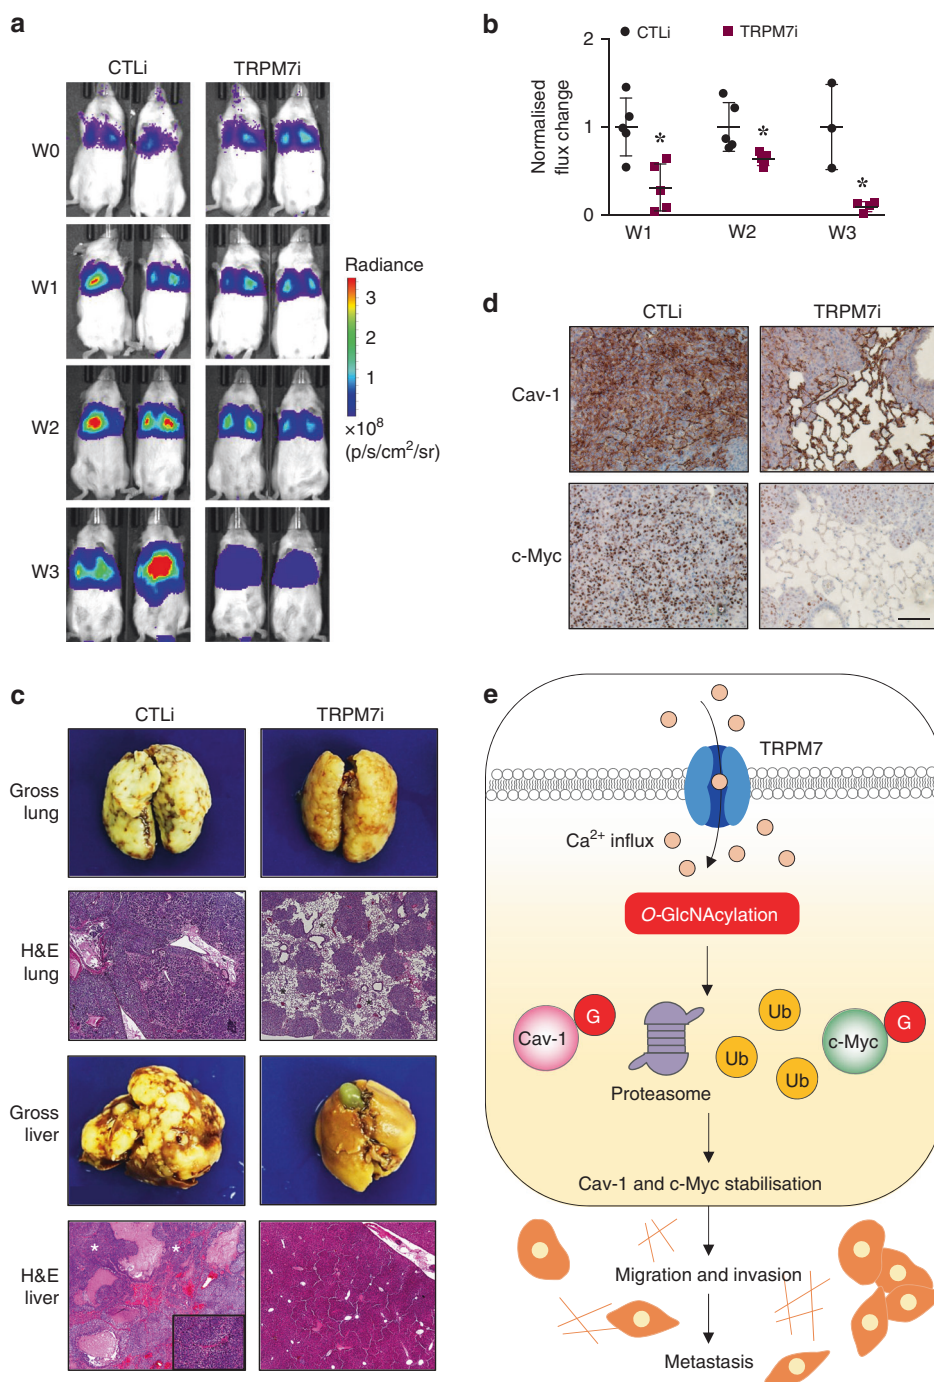 a
CTLi
TRPM7i
W0
W1
W2
W3
Radiance
3
2
1
×10⁸
(p/s/cm²/sr)
b
CTLi
TRPM7i
Normalised
flux change
2
1
0
*
*
*
W1
W2
W3
d
CTLi
TRPM7i
Cav-1
c-Myc
c
CTLi
TRPM7i
Gross
lung
H&E
lung
Gross
liver
H&E
liver
*
*
e
TRPM7
Ca²⁺ influx
O-GlcNAcylation
Cav-1
G
Proteasome
Ub
Ub
Ub
c-Myc
G
Cav-1 and c-Myc stabilisation
Migration and invasion
Metastasis